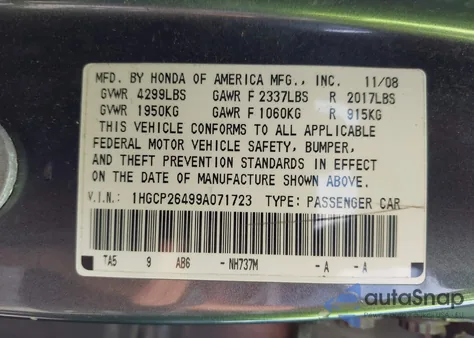 MFD. BY HONDA OF AMERICA MFG., INC. 11/08
GVWR 4299LBS GAWR F 2337LBS R 2017LBS
GVWR 1950KG GAWR F 1060KG R 915KG
THIS VEHICLE CONFORMS TO ALL APPLICABLE
FEDERAL MOTOR VEHICLE SAFETY, BUMPER,
AND THEFT PREVENTION STANDARDS IN EFFECT
ON THE DATE OF MANUFACTURE SHOWN ABOVE.
V.I.N.: 1HGCP26499A071723 TYPE: PASSENGER CAR
TA5 9 AB6 -NH737M -A -A
autoSnap